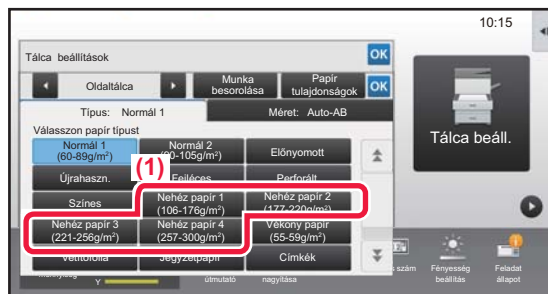 10:15
Tálca beállítások
OK
Oldaltálca
Munka
besorolása
Papír
tulajdonságok
OK
Típus: Normál 1
Méret: Auto-AB
Válasszon papír típust
Normál 1
(60-89g/m²)
Normál 2
(90-105g/m²)
Előnyomott
Újrahaszn.
(1)
Fejléces
Perforált
Színes
Nehéz papír 1
(106-176g/m²)
Nehéz papír 2
(177-220g/m²)
Nehéz papír 3
(221-256g/m²)
Nehéz papír 4
(257-300g/m²)
Vékony papír
(55-59g/m²)
Vetítőfólia
Jegyzetpapír
Címkék
Tálca beáll.
Y
útmutató
nagyítása
szám
Fényesség
beállítás
Feladat
állapot